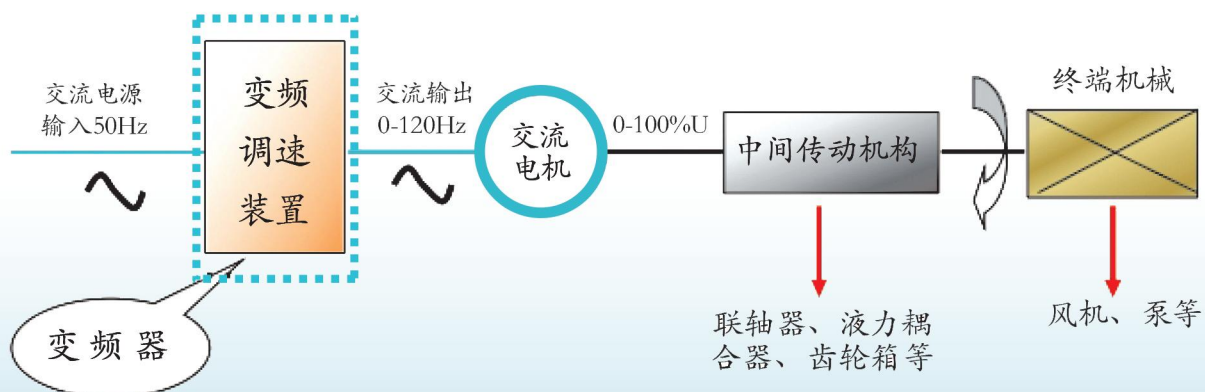 交流电源
输入50Hz
变频
调速
装置
交流输出
0-120Hz
交流
电机
0-100%U
中间传动机构
终端机械
变频器
联轴器、液力耦
合器、齿轮箱等
风机、泵等